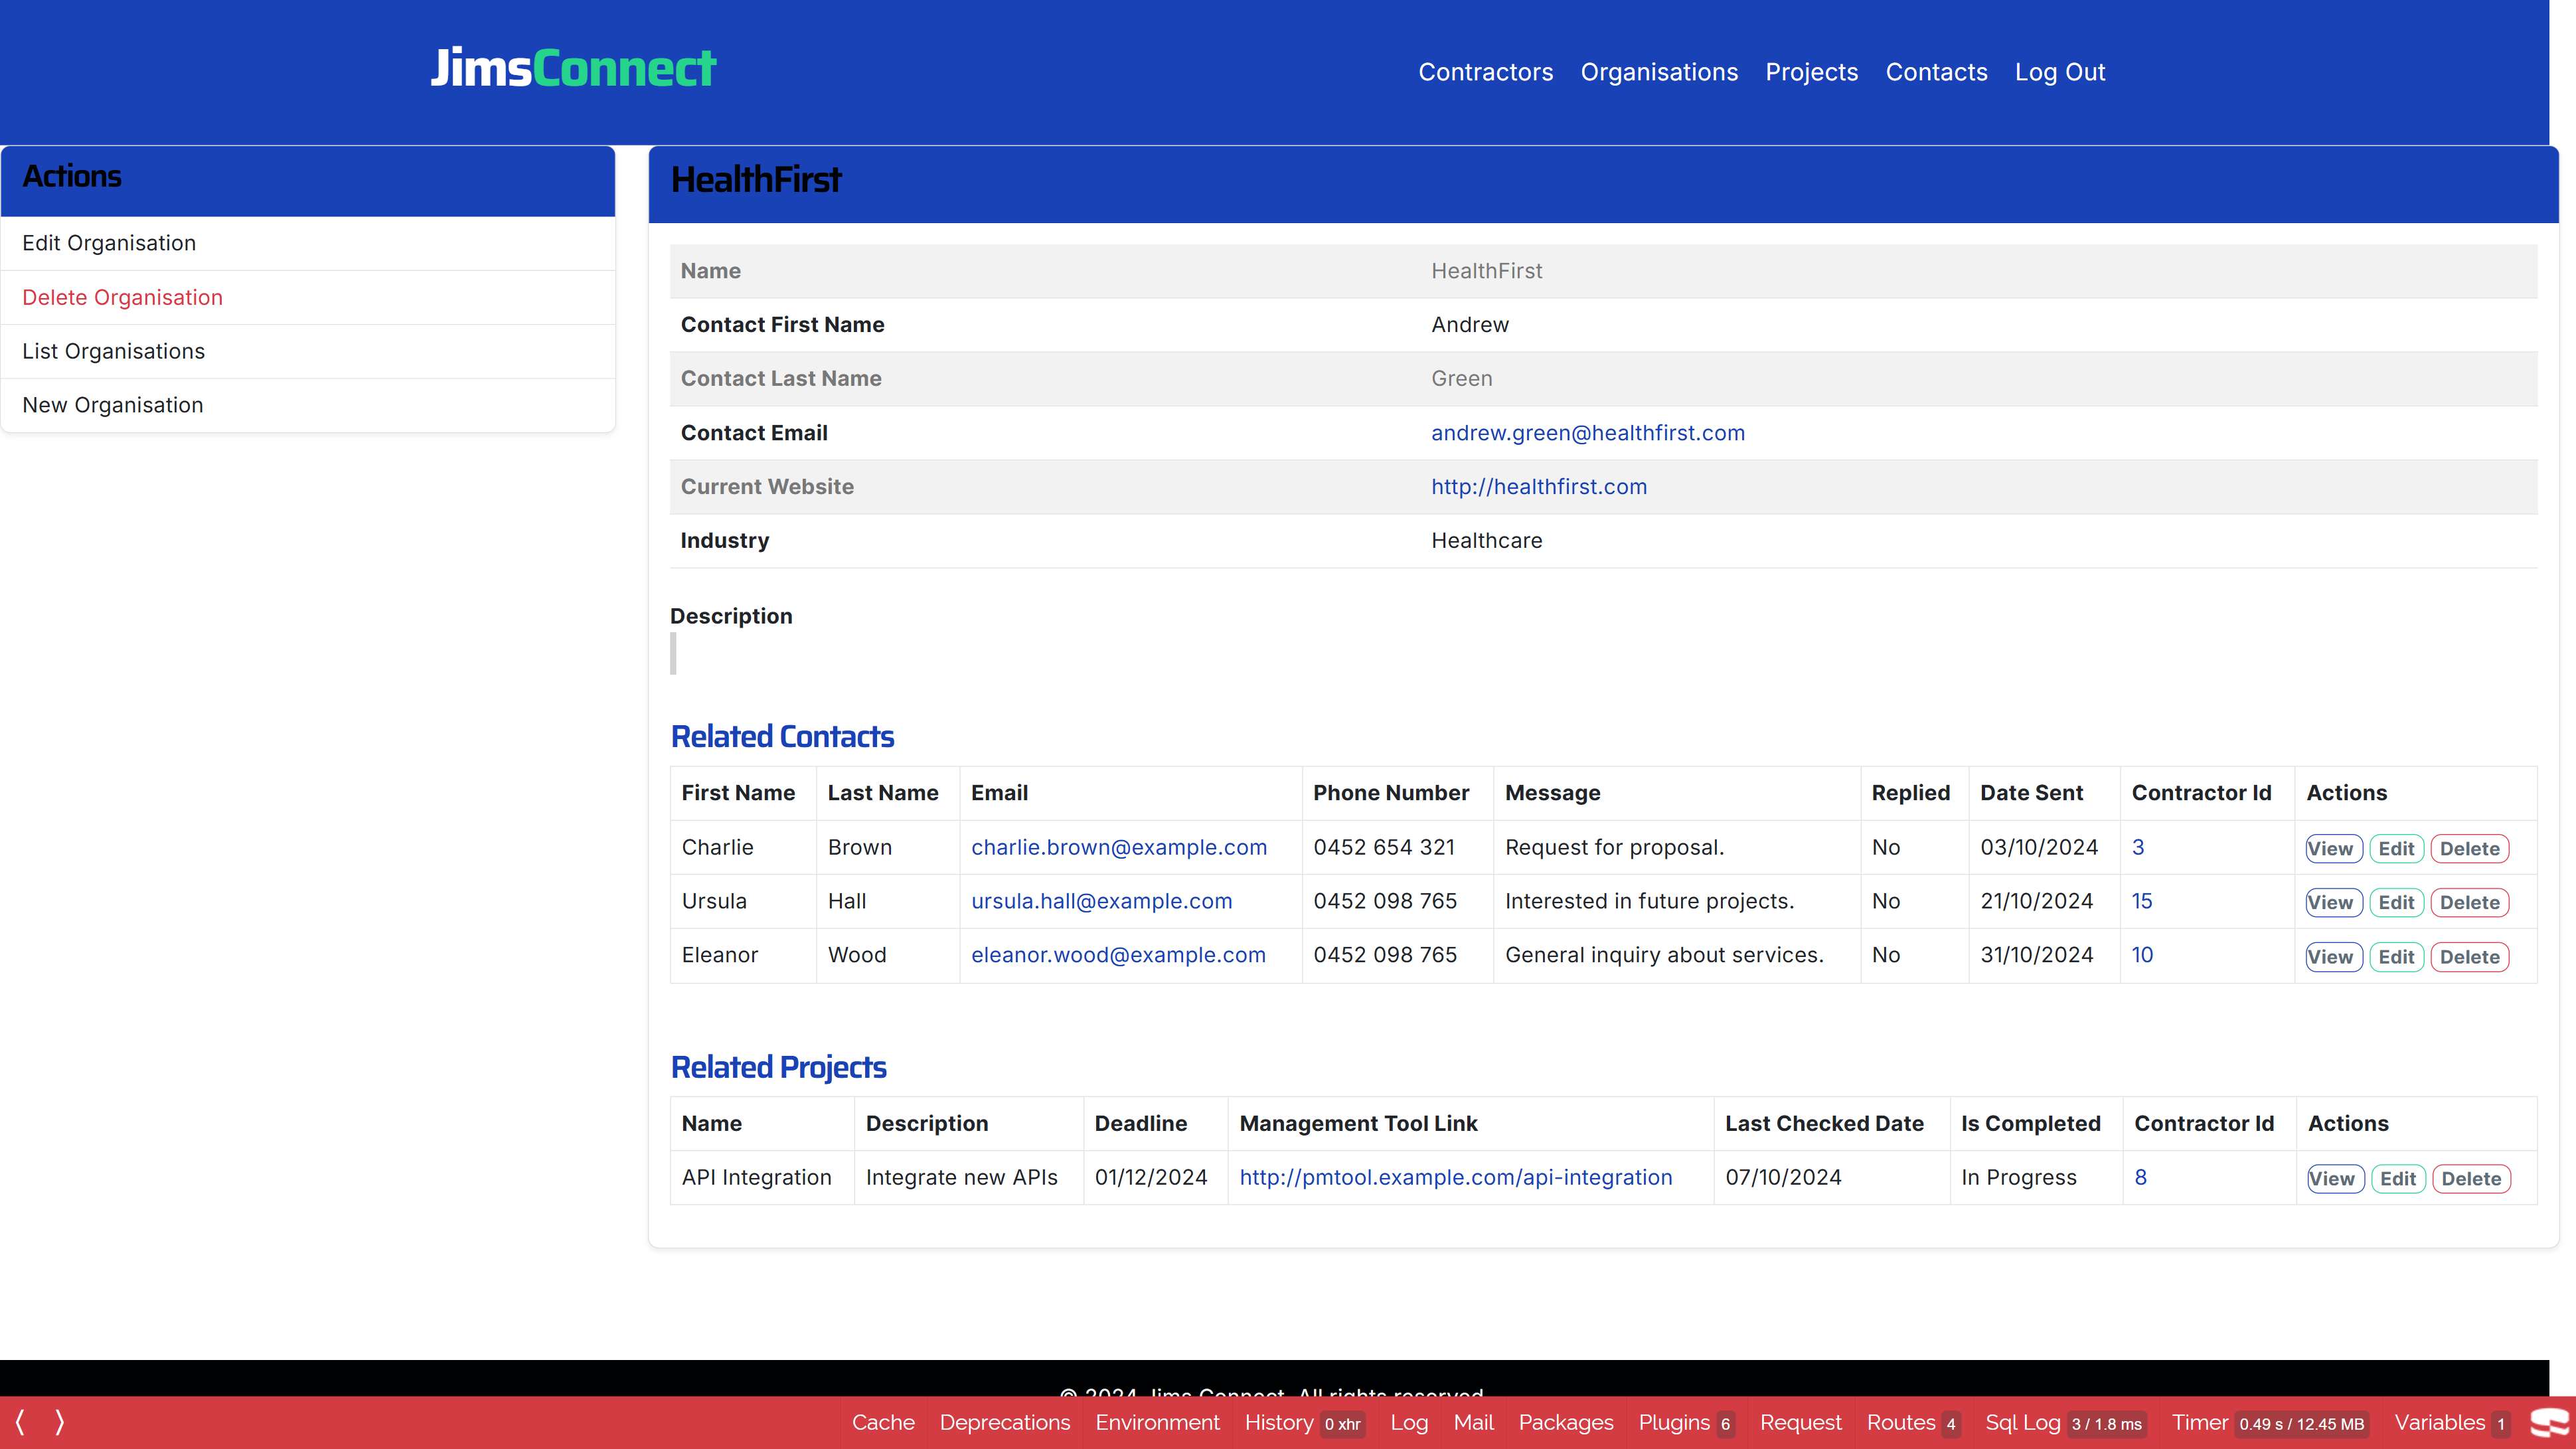 JimsConnect
Contractors Organisations Projects Contacts Log Out
Actions
Edit Organisation
Delete Organisation
List Organisations
New Organisation
HealthFirst
Name HealthFirst
Contact First Name Andrew
Contact Last Name Green
Contact Email andrew.green@healthfirst.com
Current Website http://healthfirst.com
Industry Healthcare
Description
Related Contacts
First Name Last Name Email Phone Number Message Replied Date Sent Contractor Id Actions
Charlie Brown charlie.brown@example.com 0452 654 321 Request for proposal. No 03/10/2024 3 View Edit Delete
Ursula Hall ursula.hall@example.com 0452 098 765 Interested in future projects. No 21/10/2024 15 View Edit Delete
Eleanor Wood eleanor.wood@example.com 0452 098 765 General inquiry about services. No 31/10/2024 10 View Edit Delete
Related Projects
Name Description Deadline Management Tool Link Last Checked Date Is Completed Contractor Id Actions
API Integration Integrate new APIs 01/12/2024 http://pmtool.example.com/api-integration 07/10/2024 In Progress 8 View Edit Delete
© 2024 Jims Connect. All rights reserved
Cache Deprecations Environment History 0 xhr Log Mail Packages Plugins 6 Request Routes 4 Sql Log 3 / 1.8 ms Timer 0.49 s / 12.45 MB Variables 1